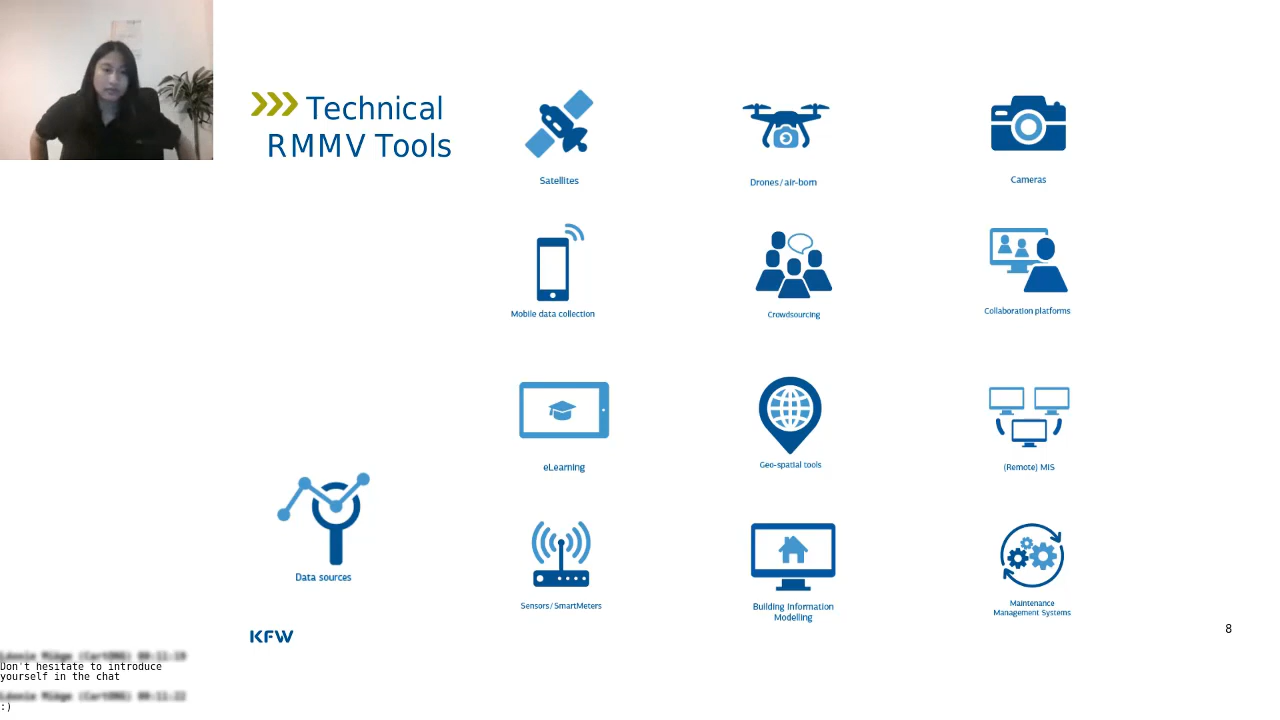 Technical
RMMV Tools
Satellites
Drones/air-born
Cameras
Mobile data collection
Crowdsourcing
Collaboration platforms
eLearning
Geo-spatial tools
(Remote) MIS
Data sources
Sensors/SmartMeters
Building Information
Modelling
Maintenance
Management Systems
KFW
8
Don't hesitate to introduce
yourself in the chat
:)